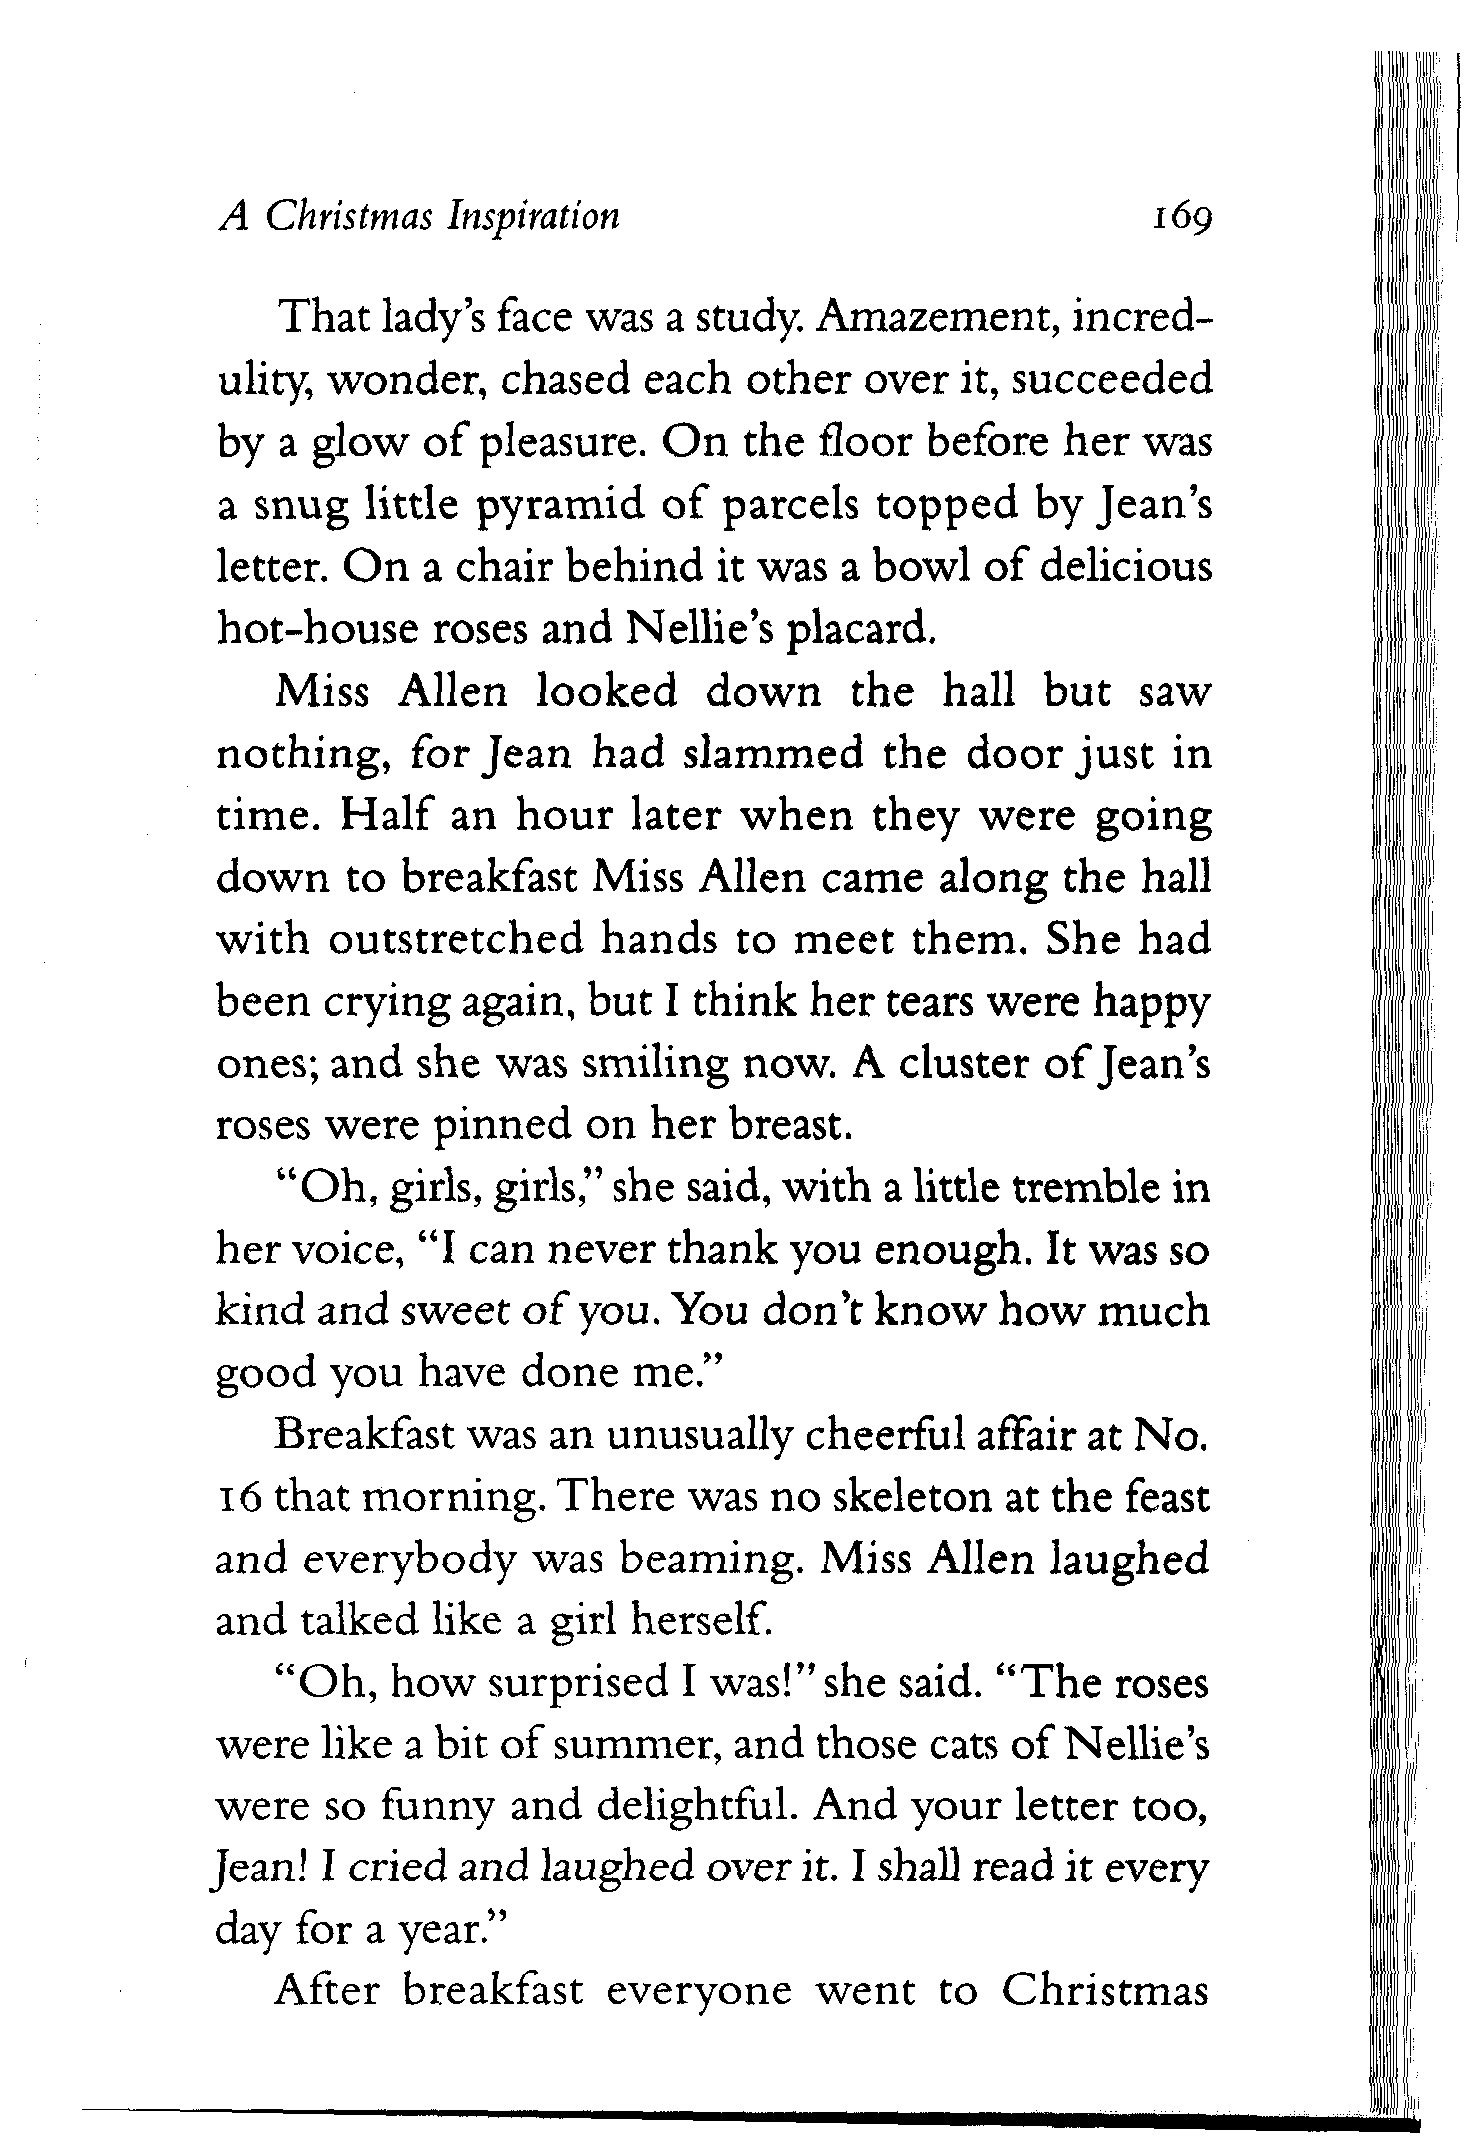 A Christmas Inspiration 169
That lady's face was a study. Amazement, incred-
ulity, wonder, chased each other over it, succeeded
by a glow of pleasure. On the floor before her was
a snug little pyramid of parcels topped by Jean's
letter. On a chair behind it was a bowl of delicious
hot-house roses and Nellie's placard.
Miss Allen looked down the hall but saw
nothing, for Jean had slammed the door just in
time. Half an hour later when they were going
down to breakfast Miss Allen came along the hall
with outstretched hands to meet them. She had
been crying again, but I think her tears were happy
ones; and she was smiling now. A cluster of Jean's
roses were pinned on her breast.
“Oh, girls, girls,” she said, with a little tremble in
her voice, “I can never thank you enough. It was so
kind and sweet of you. You don't know how much
good you have done me.”
Breakfast was an unusually cheerful affair at No.
16 that morning. There was no skeleton at the feast
and everybody was beaming. Miss Allen laughed
and talked like a girl herself.
“Oh, how surprised I was!” she said. “The roses
were like a bit of summer, and those cats of Nellie's
were so funny and delightful. And your letter too,
Jean! I cried and laughed over it. I shall read it every
day for a year.”
After breakfast everyone went to Christmas